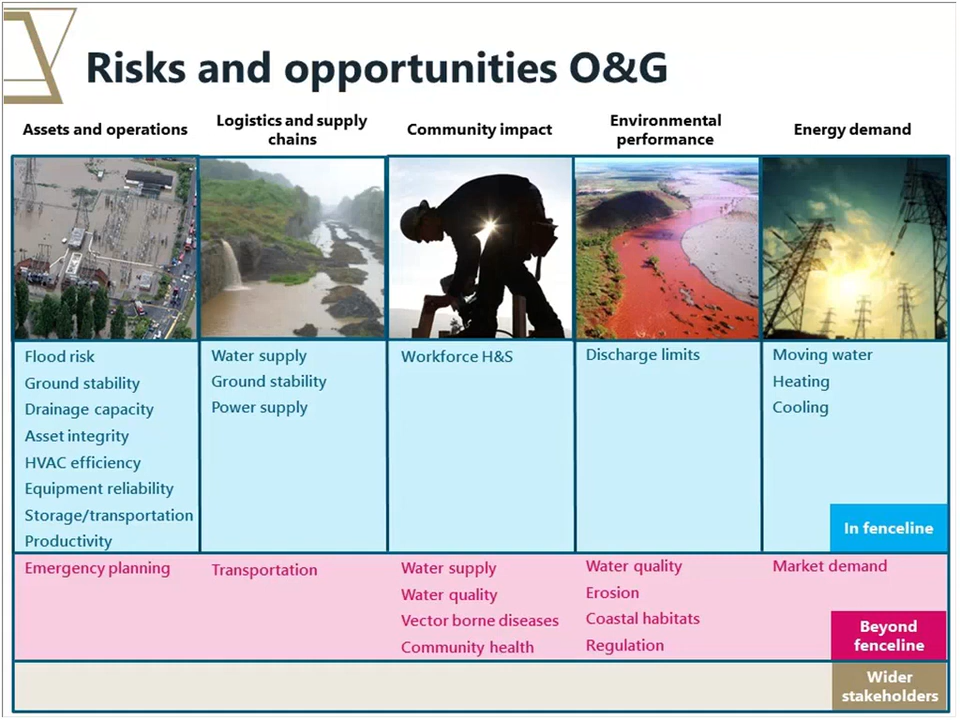 Risks and opportunities O&G
Assets and operations
Logistics and supply
chains
Community impact
Environmental
performance
Energy demand
Flood risk
Ground stability
Drainage capacity
Asset integrity
HVAC efficiency
Equipment reliability
Storage/transportation
Productivity
Water supply
Ground stability
Power supply
Workforce H&S
Discharge limits
Moving water
Heating
Cooling
In fenceline
Emergency planning
Transportation
Water supply
Water quality
Vector borne diseases
Community health
Water quality
Erosion
Coastal habitats
Regulation
Market demand
Beyond
fenceline
Wider
stakeholders